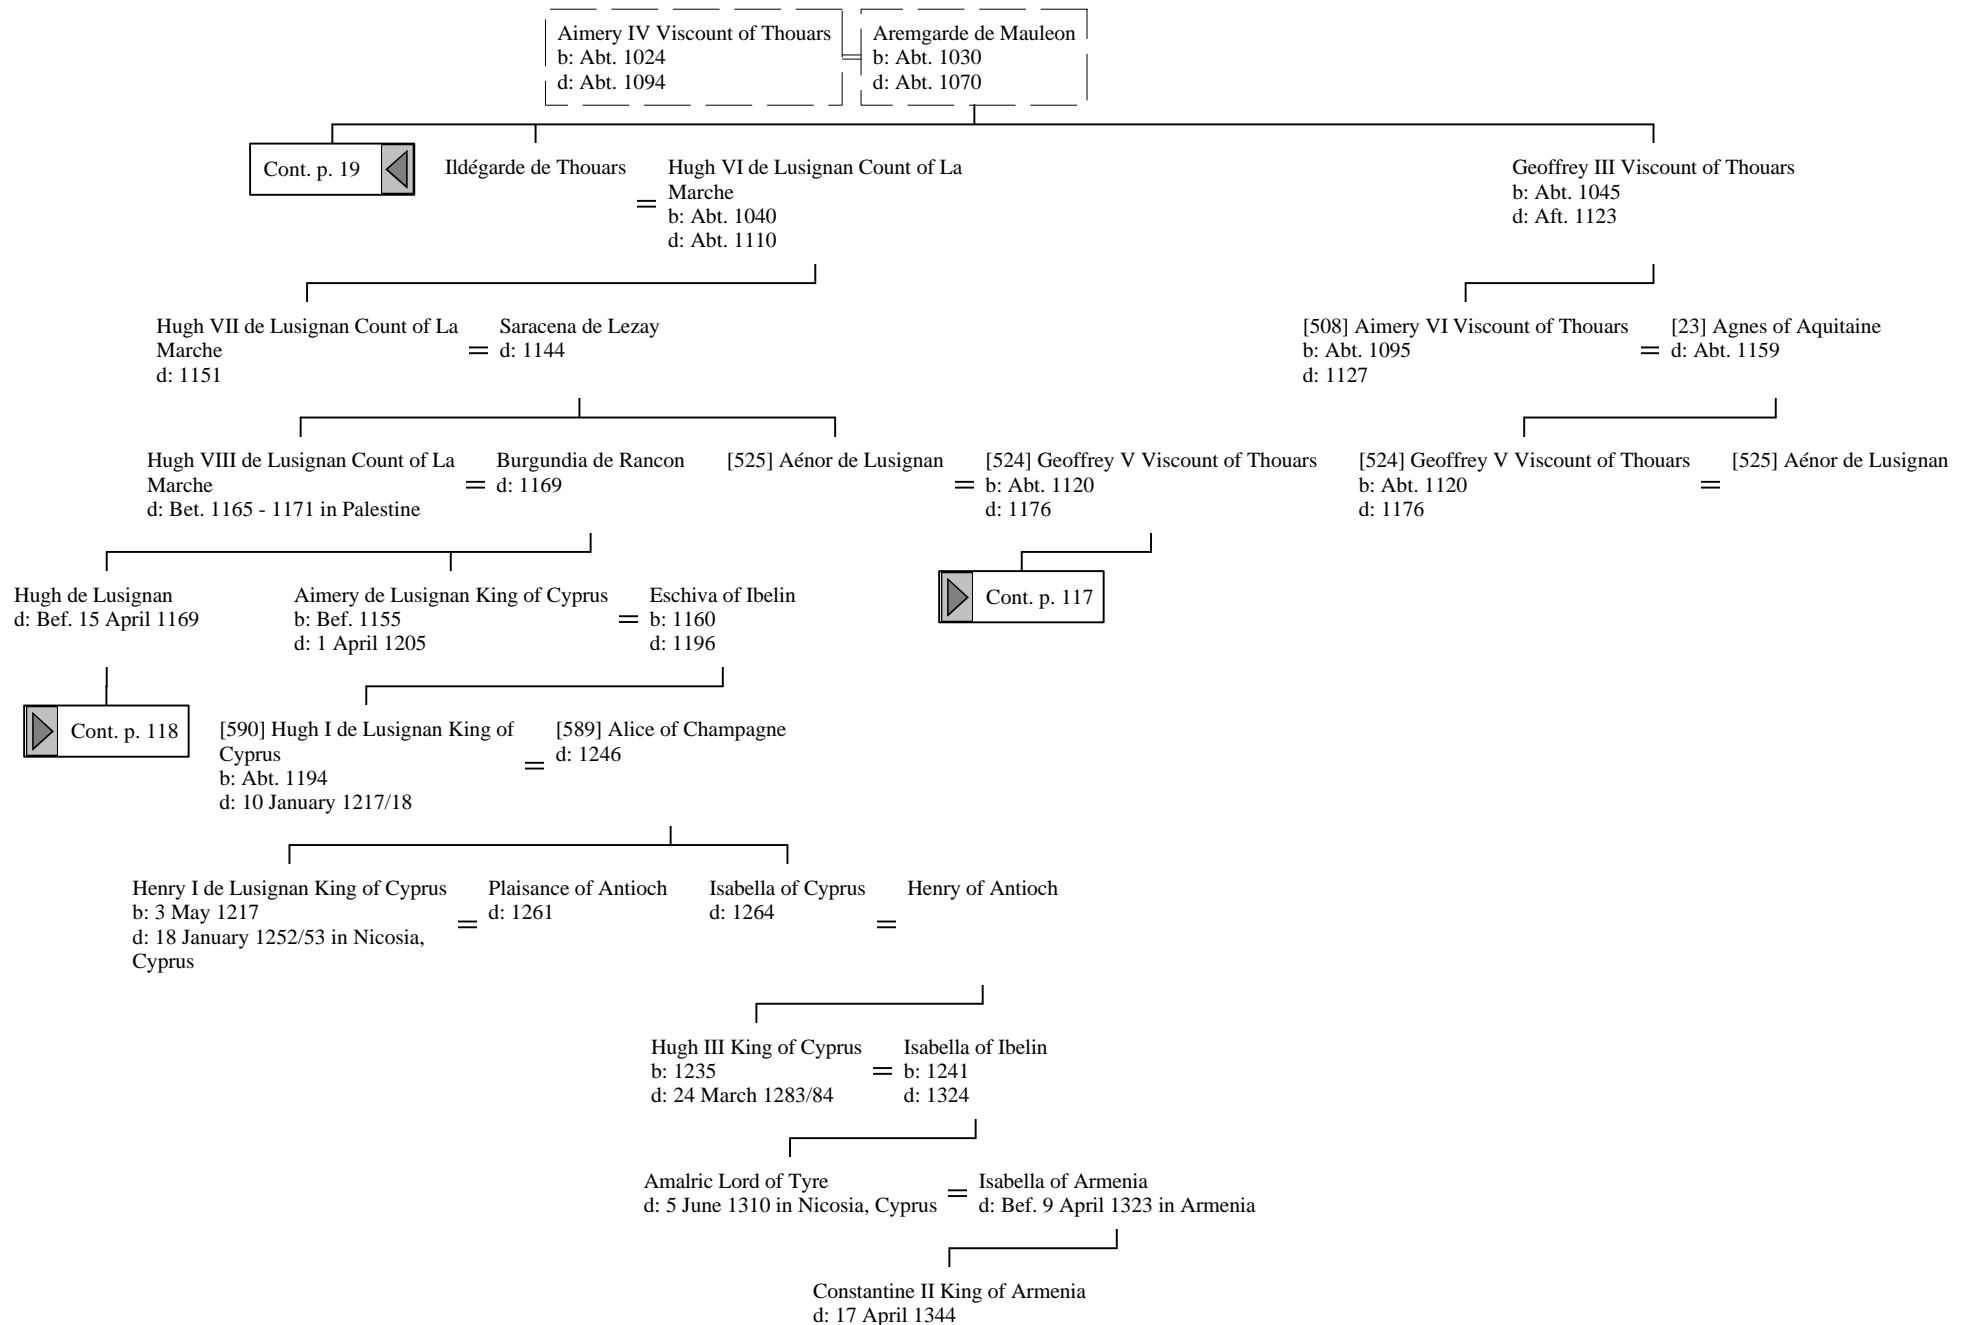 Aimery IV Viscount of Thouars
b: Abt. 1024
d: Abt. 1094
Aremgarde de Mauleon
b: Abt. 1030
d: Abt. 1070
Cont. p. 19
Ildégarde de Thouars
=
Hugh VI de Lusignan Count of La
Marche
b: Abt. 1040
d: Abt. 1110
Geoffrey III Viscount of Thouars
b: Abt. 1045
d: Aft. 1123
Hugh VII de Lusignan Count of La
Marche
d: 1151
=
Saracena de Lezay
d: 1144
[508] Aimery VI Viscount of Thouars
b: Abt. 1095
d: 1127
=
[23] Agnes of Aquitaine
d: Abt. 1159
Hugh VIII de Lusignan Count of La
Marche
d: Bet. 1165 - 1171 in Palestine
=
Burgundia de Rancon
d: 1169
[525] Aénor de Lusignan
=
[524] Geoffrey V Viscount of Thouars
b: Abt. 1120
d: 1176
[524] Geoffrey V Viscount of Thouars
b: Abt. 1120
d: 1176
=
[525] Aénor de Lusignan
Hugh de Lusignan
d: Bef. 15 April 1169
Aimery de Lusignan King of Cyprus
b: Bef. 1155
d: 1 April 1205
=
Eschiva of Ibelin
b: 1160
d: 1196
Cont. p. 117
Cont. p. 118
[590] Hugh I de Lusignan King of
Cyprus
b: Abt. 1194
d: 10 January 1217/18
=
[589] Alice of Champagne
d: 1246
Henry I de Lusignan King of Cyprus
b: 3 May 1217
d: 18 January 1252/53 in Nicosia,
Cyprus
=
Plaisance of Antioch
d: 1261
Isabella of Cyprus
d: 1264
=
Henry of Antioch
Hugh III King of Cyprus
b: 1235
d: 24 March 1283/84
=
Isabella of Ibelin
b: 1241
d: 1324
Amalric Lord of Tyre
d: 5 June 1310 in Nicosia, Cyprus
=
Isabella of Armenia
d: Bef. 9 April 1323 in Armenia
Constantine II King of Armenia
d: 17 April 1344